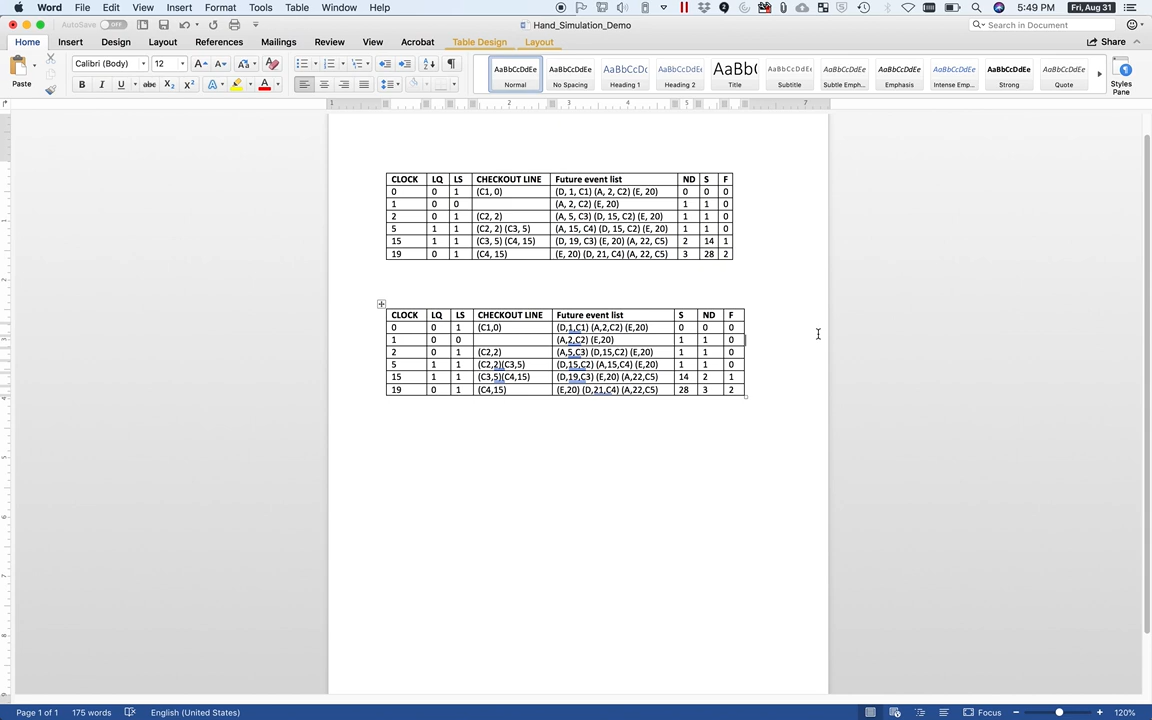 Word File Edit View Insert Format Tools Table Window Help 5:49 PM Fri, Aug 31
AutoSave OFF Hand_Simulation_Demo Search in Document
Home Insert Design Layout References Mailings Review View Acrobat Table Design Layout Share
Paste Calibri (Body) 12 AaBbCcDdEe AaBbCcDdEe AaBbCcDc AaBbCcDdEe AaBb( AaBbCcDdEe AaBbCcDdEe AaBbCcDdEe AaBbCcDdEe AaBbCcDdEe AaBbCcDdEe
Normal No Spacing Heading 1 Heading 2 Title Subtitle Subtle Emph... Emphasis Intense Emp... Strong Quote Styles Pane
1 2 3 4 5 7
CLOCK LQ LS CHECKOUT LINE Future event list ND S F
0 0 1 (C1, 0) (D, 1, C1) (A, 2, C2) (E, 20) 0 0 0
1 0 0 (A, 2, C2) (E, 20) 1 1 0
2 0 1 (C2, 2) (A, 5, C3) (D, 15, C2) (E, 20) 1 1 0
5 1 1 (C2, 2) (C3, 5) (A, 15, C4) (D, 15, C2) (E, 20) 1 1 0
15 1 1 (C3, 5) (C4, 15) (D, 19, C3) (E, 20) (A, 22, C5) 2 14 1
19 0 1 (C4, 15) (E, 20) (D, 21, C4) (A, 22, C5) 3 28 2
CLOCK LQ LS CHECKOUT LINE Future event list S ND F
0 0 1 (C1,0) (D,1,C1) (A,2,C2) (E,20) 0 0 0
1 0 0 (A,2,C2) (E,20) 1 1 0
2 0 1 (C2,2) (A,5,C3) (D,15,C2) (E,20) 1 1 0
5 1 1 (C2,2)(C3,5) (D,15,C2) (A,15,C4) (E,20) 1 1 0
15 1 1 (C3,5)(C4,15) (D,19,C3) (E,20) (A,22,C5) 14 2 1
19 0 1 (C4,15) (E,20) (D,21,C4) (A,22,C5) 28 3 2
Page 1 of 1 175 words English (United States) Focus 120%